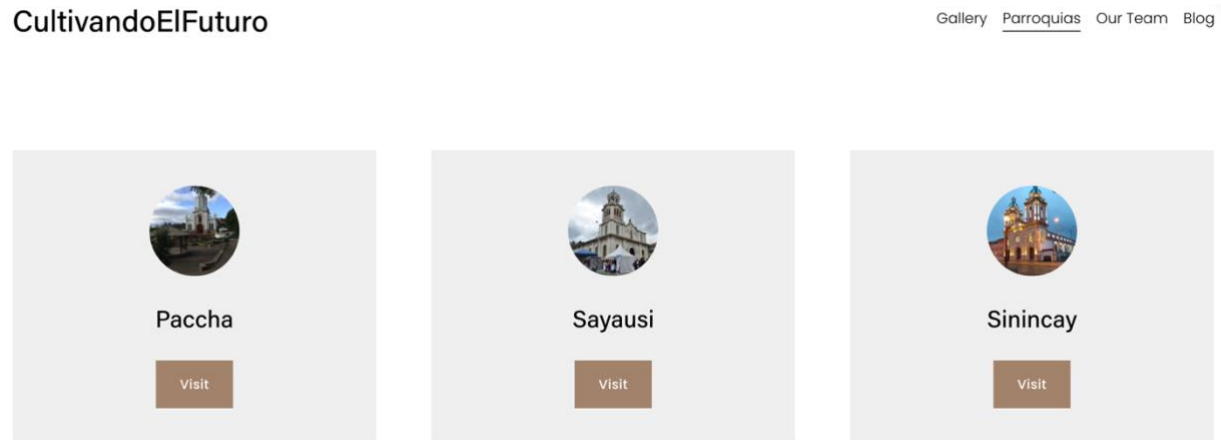 CultivandoElFuturo
Gallery Parroquias Our Team Blog
Paccha Sayausi Sinincay
Visit Visit Visit